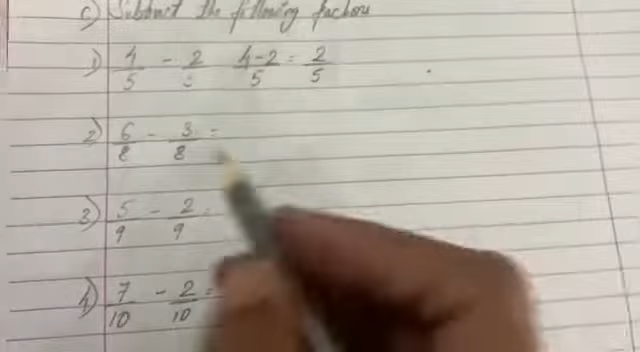 c) Subtract the following factions
1) 4/5 - 2/5 4-2/5 = 2/5
2) 6/8 - 3/8 =
3) 5/9 - 2/9 =
4) 7/10 - 2/10 =